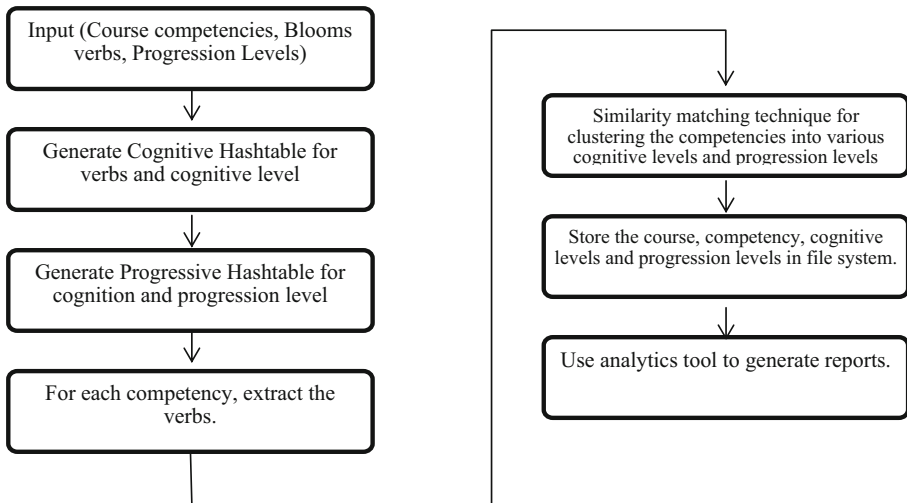 Input (Course competencies, Blooms
verbs, Progression Levels)
Generate Cognitive Hashtable for
verbs and cognitive level
Generate Progressive Hashtable for
cognition and progression level
For each competency, extract the
verbs.
Similarity matching technique for
clustering the competencies into various
cognitive levels and progression levels
Store the course, competency, cognitive
levels and progression levels in file system.
Use analytics tool to generate reports.